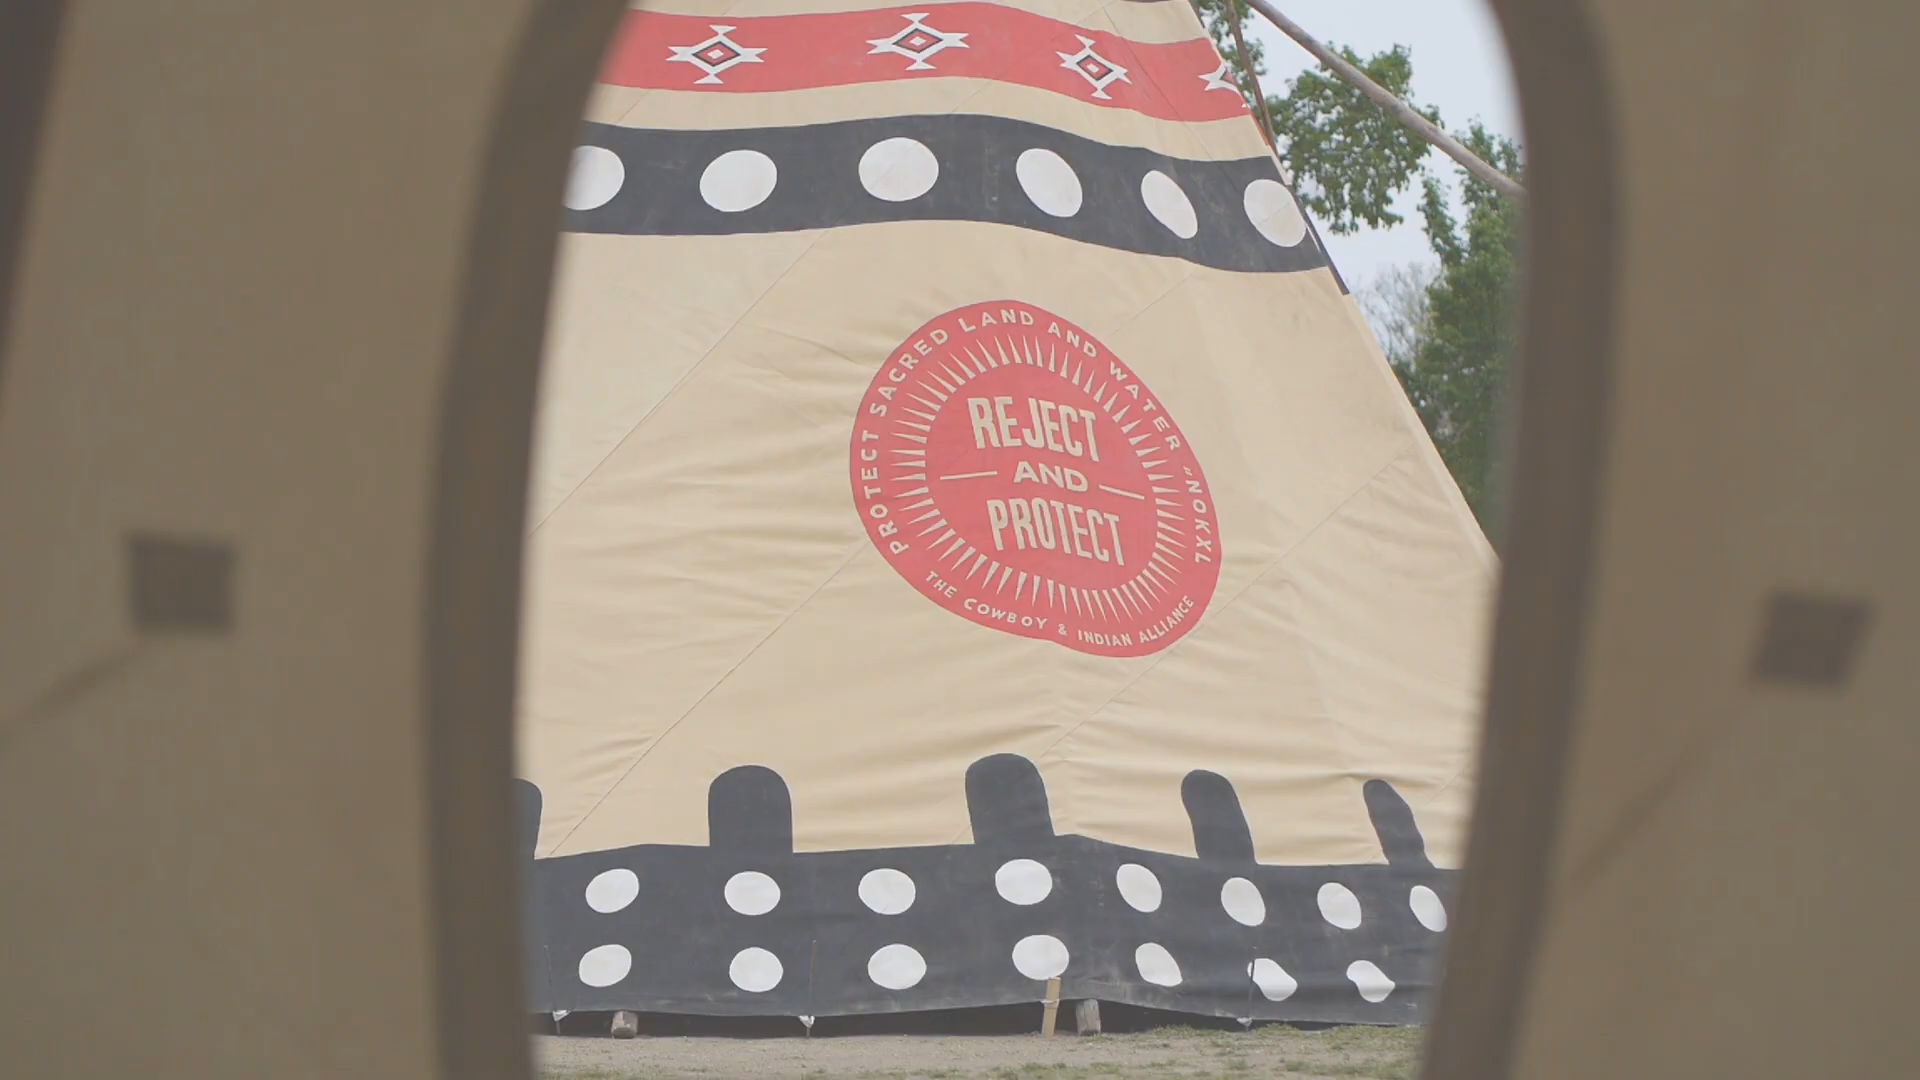 PROTECT SACRED LAND AND WATER "NOKXL
REJECT
AND
PROTECT
THE COWBOY & INDIAN ALLIANCE